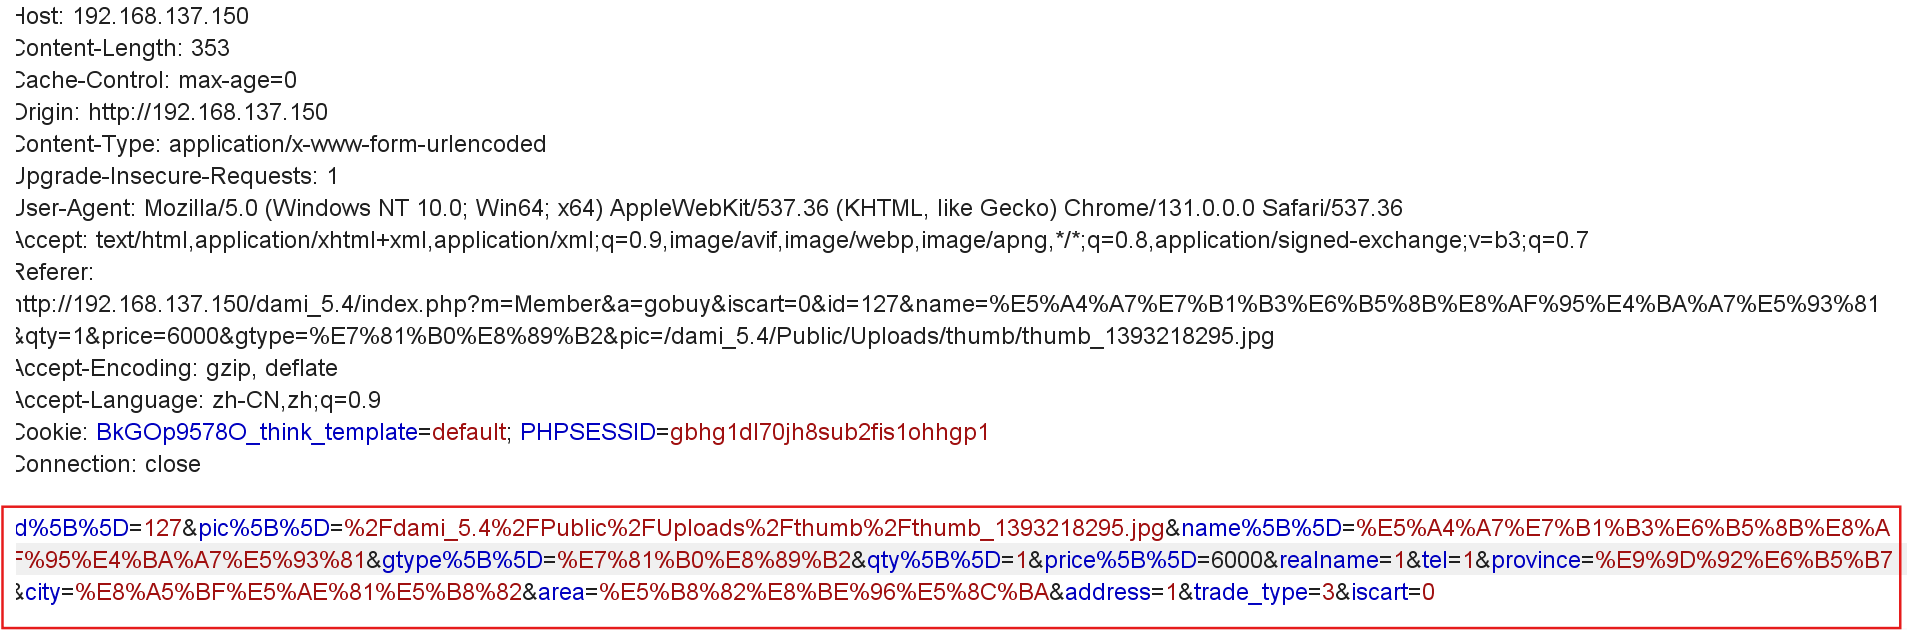 Host: 192.168.137.150
Content-Length: 353
Cache-Control: max-age=0
Origin: http://192.168.137.150
Content-Type: application/x-www-form-urlencoded
Upgrade-Insecure-Requests: 1
User-Agent: Mozilla/5.0 (Windows NT 10.0; Win64; x64) AppleWebKit/537.36 (KHTML, like Gecko) Chrome/131.0.0.0 Safari/537.36
Accept: text/html,application/xhtml+xml,application/xml;q=0.9,image/avif,image/webp,image/apng,*/*;q=0.8,application/signed-exchange;v=b3;q=0.7
Referer:
http://192.168.137.150/dami_5.4/index.php?m=Member&a=gobuy&iscart=0&id=127&name=%E5%A4%A7%E7%B1%B3%E6%B5%8B%E8%AF%95%E4%BA%A7%E5%93%81
&qty=1&price=6000&gtype=%E7%81%B0%E8%89%B2&pic=/dami_5.4/Public/Uploads/thumb/thumb_1393218295.jpg
Accept-Encoding: gzip, deflate
Accept-Language: zh-CN,zh;q=0.9
Cookie: BkGOp9578O_think_template=default; PHPSESSID=gbhg1dl70jh8sub2fis1ohhgp1
Connection: close
d%5B%5D=127&pic%5B%5D=%2Fdami_5.4%2FPublic%2FUploads%2Fthumb%2Fthumb_1393218295.jpg&name%5B%5D=%E5%A4%A7%E7%B1%B3%E6%B5%8B%E8%A
F%95%E4%BA%A7%E5%93%81&gtype%5B%5D=%E7%81%B0%E8%89%B2&qty%5B%5D=1&price%5B%5D=6000&realname=1&tel=1&province=%E9%9D%92%E6%B5%B7
&city=%E8%A5%BF%E5%AE%81%E5%B8%82&area=%E5%B8%82%E8%BE%96%E5%8C%BA&address=1&trade_type=3&iscart=0